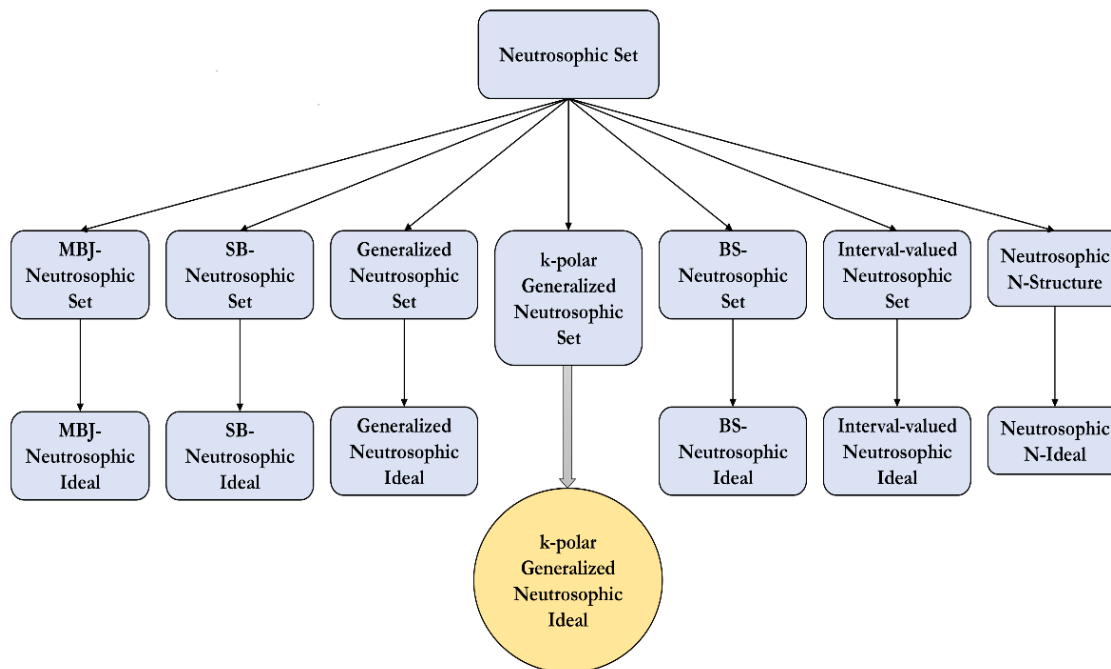 Neutrosophic Set
MBJ-
Neutrosophic
Set
SB-
Neutrosophic
Set
Generalized
Neutrosophic
Set
k-polar
Generalized
Neutrosophic
Set
BS-
Neutrosophic
Set
Interval-valued
Neutrosophic
Set
Neutrosophic
N-Structure
MBJ-
Neutrosophic
Ideal
SB-
Neutrosophic
Ideal
Generalized
Neutrosophic
Ideal
BS-
Neutrosophic
Ideal
Interval-valued
Neutrosophic
Ideal
Neutrosophic
N-Ideal
k-polar
Generalized
Neutrosophic
Ideal